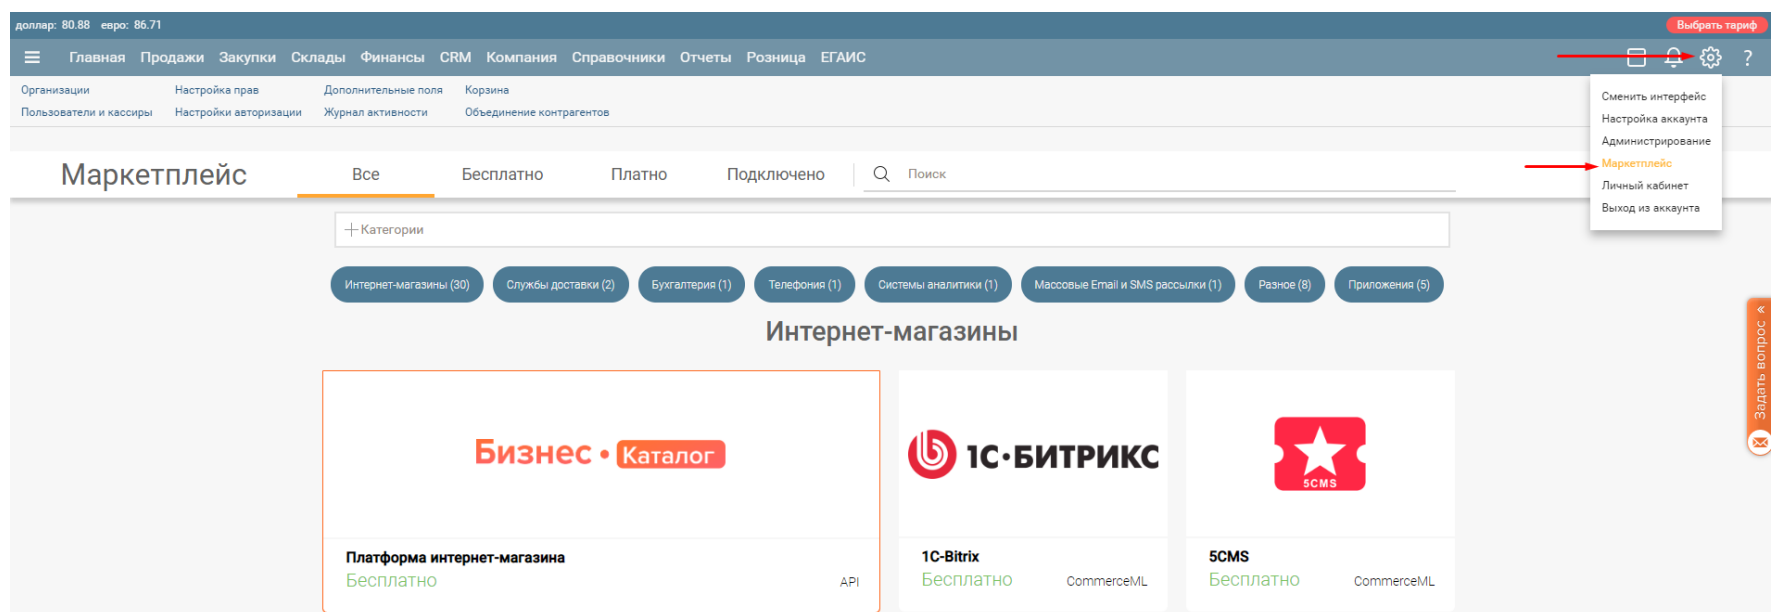 доллар: 80.88 евро: 86.71
Выбрать тариф
Главная Продажи Закупки Склады Финансы CRM Компания Справочники Отчеты Розница ЕГАИС ?
Организации Настройка прав Дополнительные поля Корзина
Пользователи и кассиры Настройки авторизации Журнал активности Объединение контрагентов
Сменить интерфейс
Настройка аккаунта
Администрирование
Маркетплейс
Личный кабинет
Выход из аккаунта
Маркетплейс Все Бесплатно Платно Подключено Поиск
+Категории
Интернет-магазины (30) Службы доставки (2) Бухгалтерия (1) Телефония (1) Системы аналитики (1) Массовые Email и SMS рассылки (1) Разное (8) Приложения (5)
Интернет-магазины
Задать вопрос «
Бизнес • Каталог
1С·БИТРИКС
5CMS
Платформа интернет-магазина
Бесплатно API
1C-Bitrix
Бесплатно CommerceML
5CMS
Бесплатно CommerceML